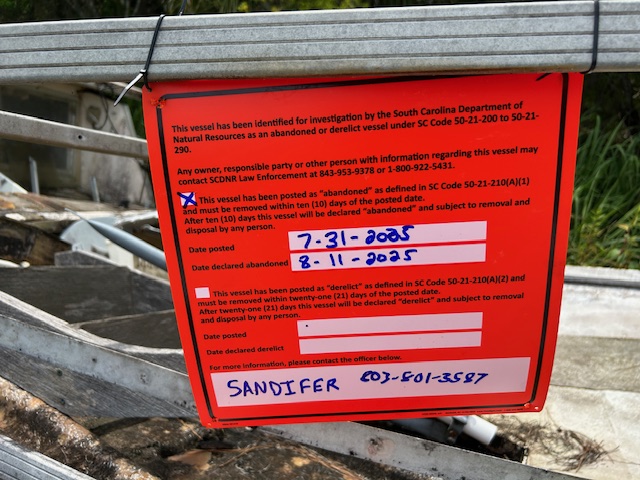 This vessel has been identified for investigation by the South Carolina Department of
Natural Resources as an abandoned or derelict vessel under SC Code 50-21-200 to 50-21-
290.
Any owner, responsible party or other person with information regarding this vessel may
contact SCDNR Law Enforcement at 843-953-9378 or 1-800-922-5431.
This vessel has been posted as "abandoned" as defined in SC Code 50-21-210(A)(1)
and must be removed within ten (10) days of the posted date.
After ten (10) days this vessel will be declared "abandoned" and subject to removal and
disposal by any person.
Date posted 7-31-2025
Date declared abandoned 8-11-2025
This vessel has been posted as "derelict" as defined in SC Code 50-21-210(A)(2) and
must be removed within twenty-one (21) days of the posted date.
After twenty-one (21) days this vessel will be declared "derelict" and subject to removal
and disposal by any person.
Date posted
Date declared derelict
For more information, please contact the officer below.
SANDIFER 803-801-3587